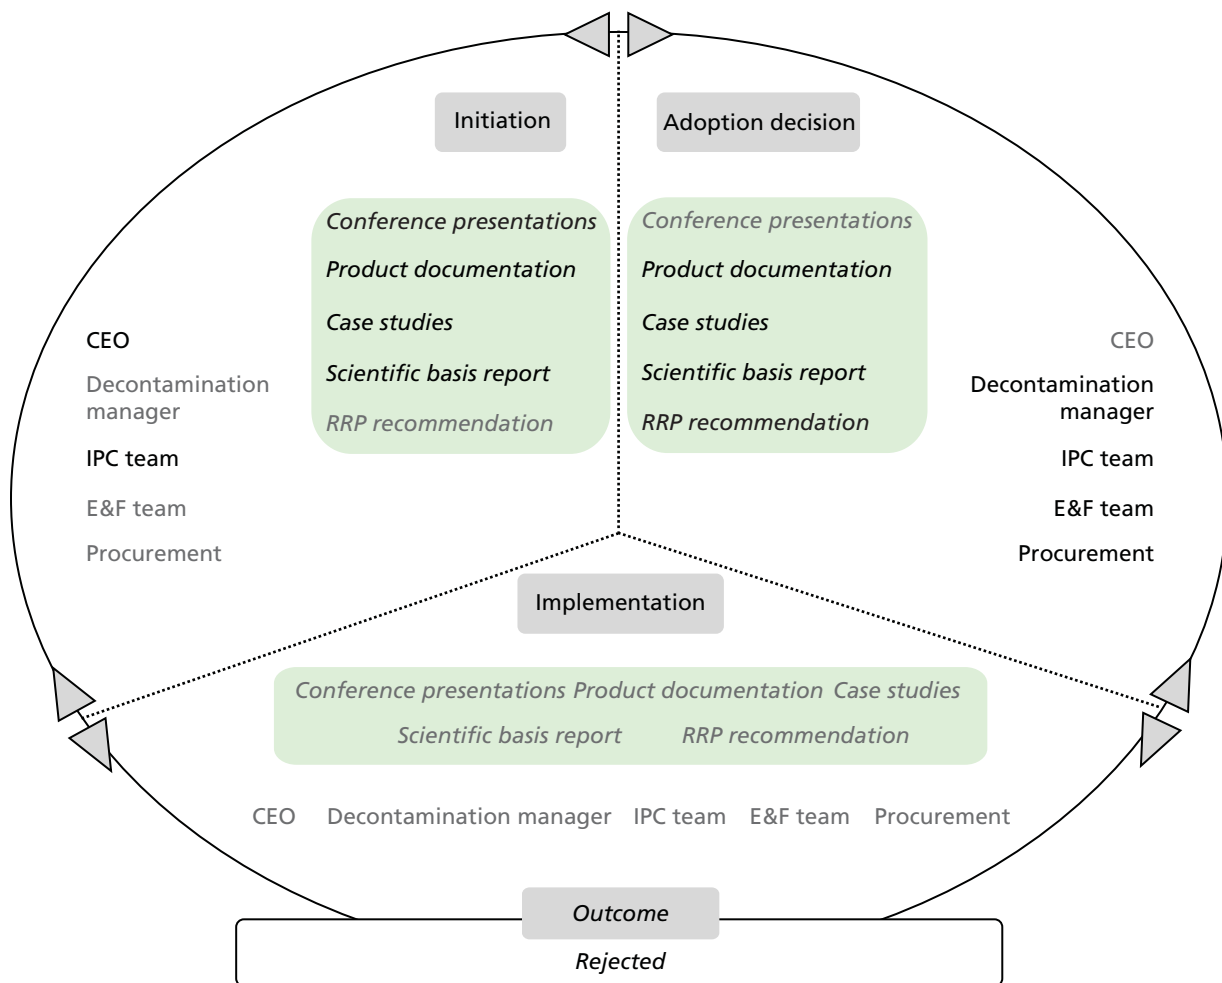 Initiation
Adoption decision
Conference presentations
Product documentation
Case studies
Scientific basis report
RRP recommendation
Conference presentations
Product documentation
Case studies
Scientific basis report
RRP recommendation
CEO
Decontamination
manager
IPC team
E&F team
Procurement
CEO
Decontamination
manager
IPC team
E&F team
Procurement
Implementation
Conference presentations Product documentation Case studies
Scientific basis report RRP recommendation
CEO Decontamination manager IPC team E&F team Procurement
Outcome
Rejected